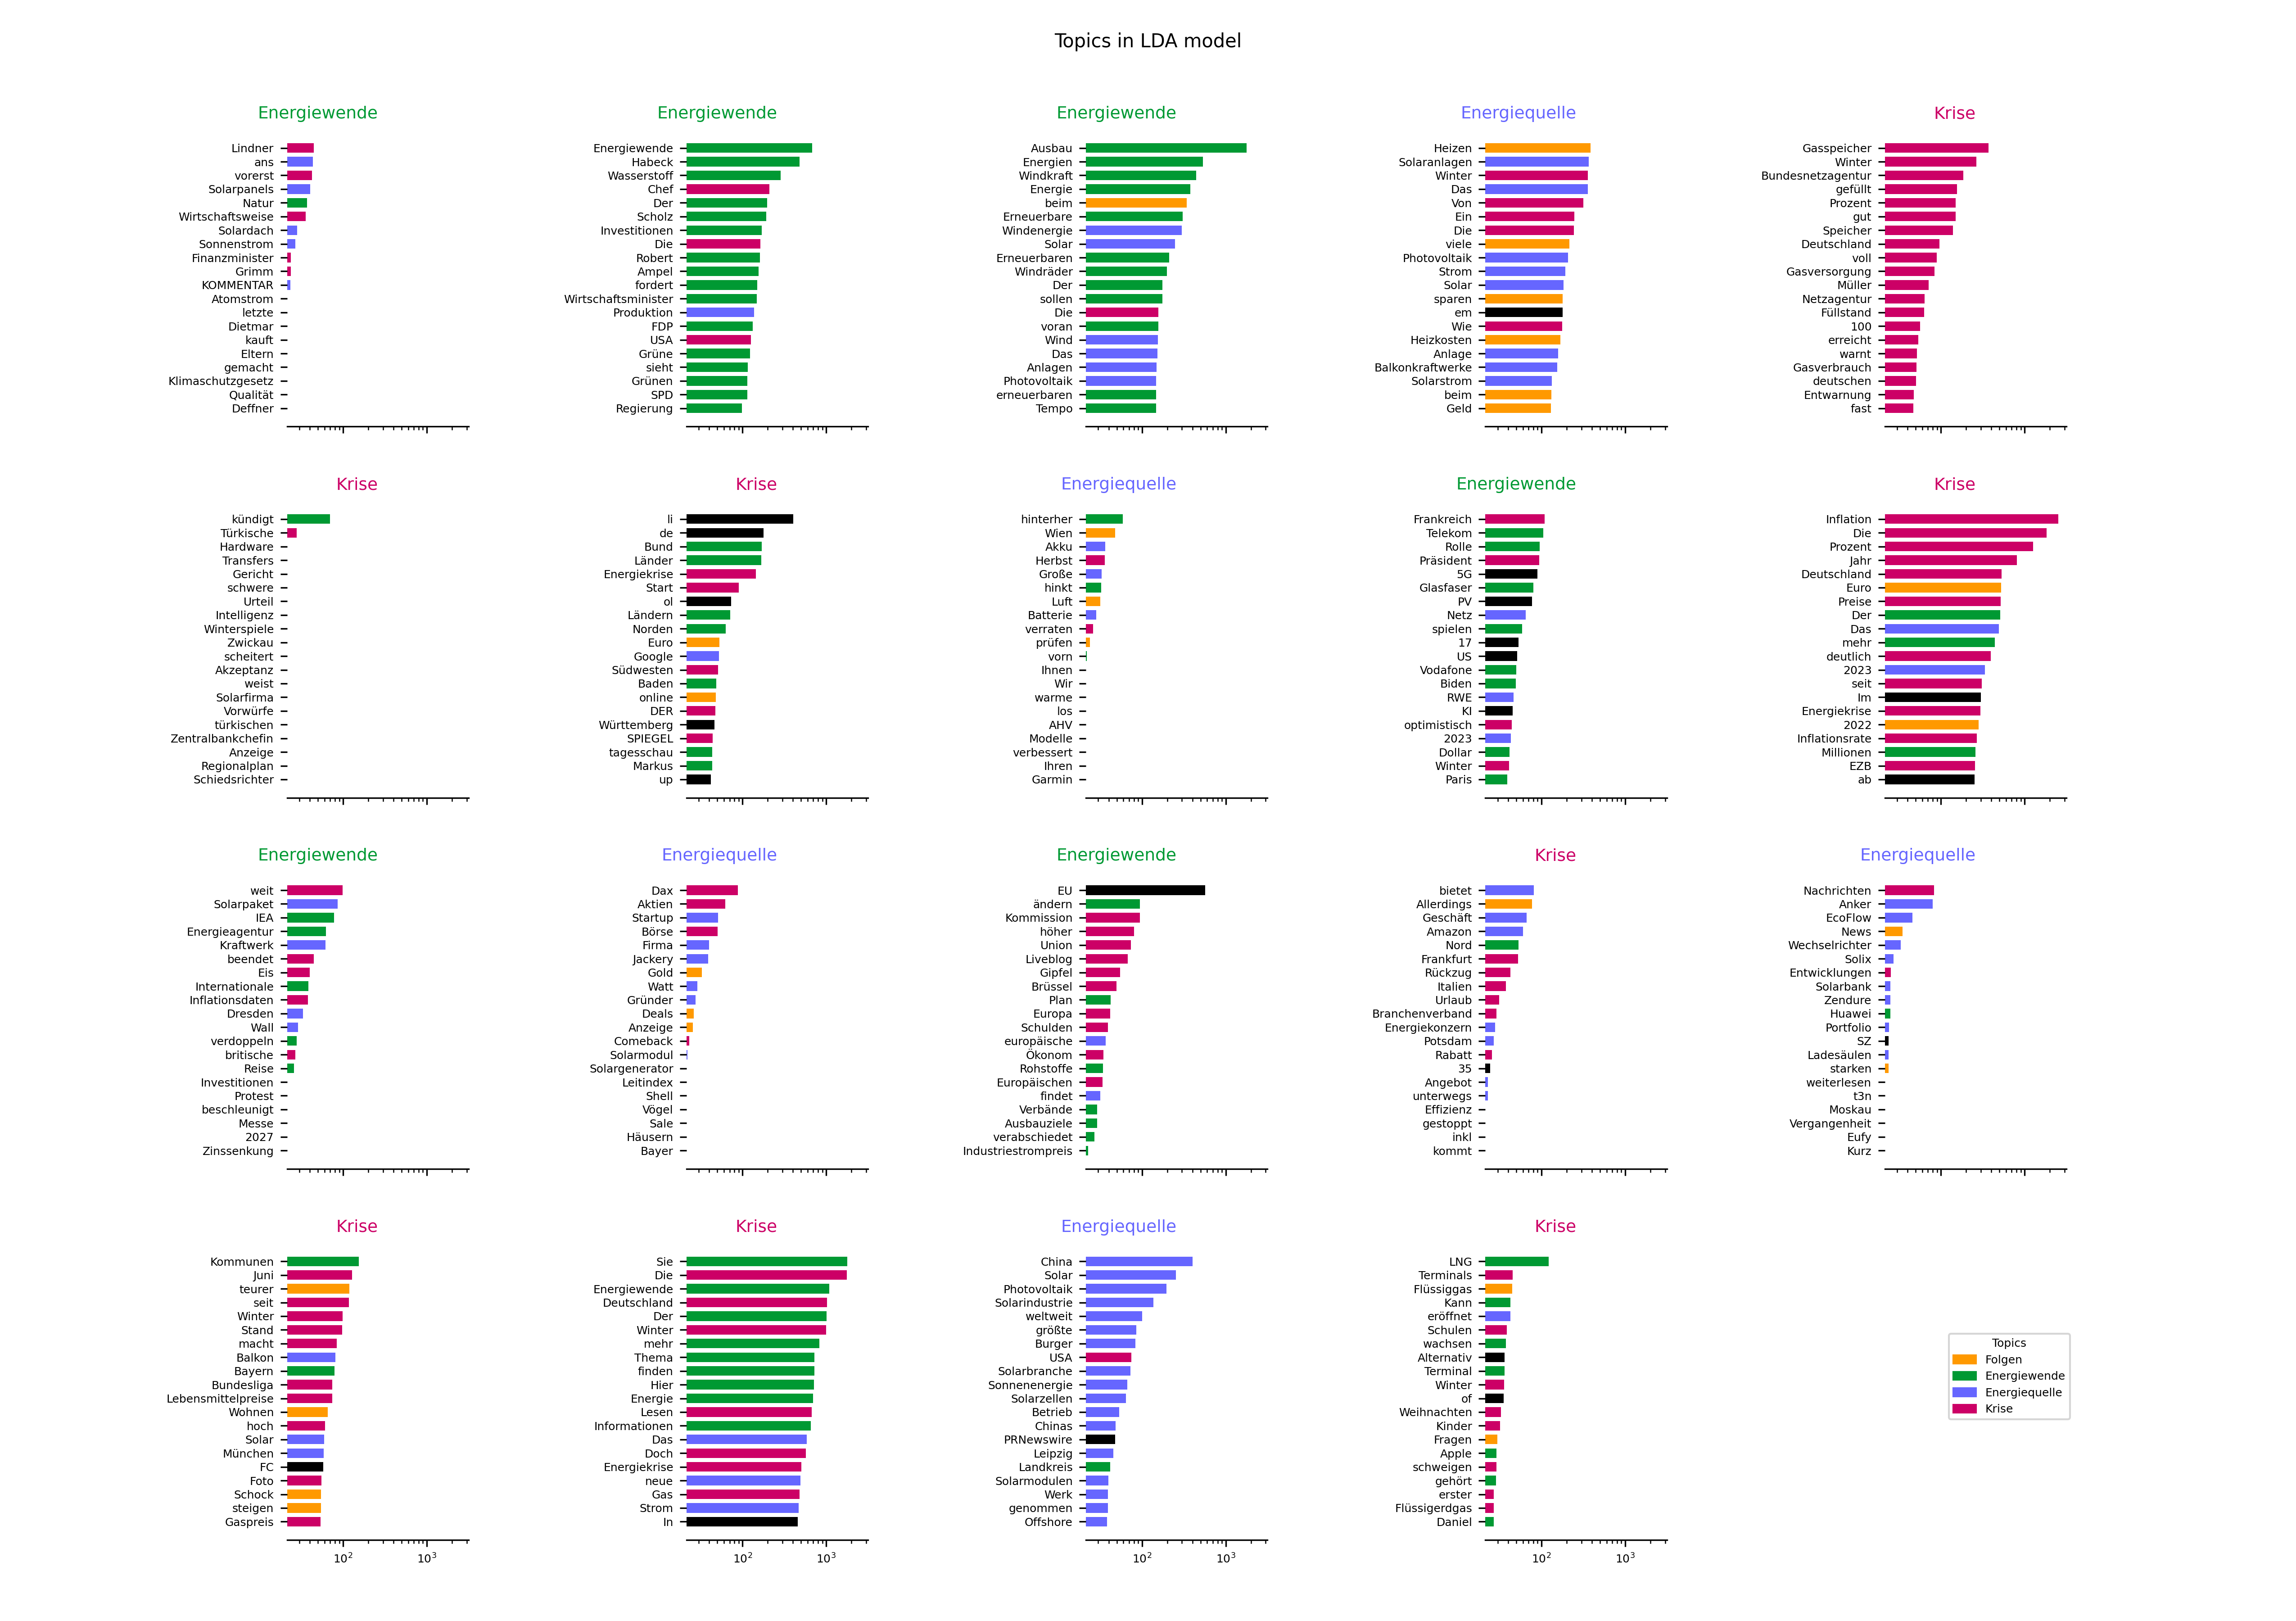 Topics in LDA model
Energiewende
Lindner
ans
vorerst
Solarpanels
Natur
Wirtschaftsweise
Solardach
Sonnenstrom
Finanzminister
Grimm
KOMMENTAR
Atomstrom
letzte
Dietmar
kauft
Eltern
gemacht
Klimaschutzgesetz
Qualität
Deffner
Energiewende
Energiewende
Habeck
Wasserstoff
Chef
Der
Scholz
Investitionen
Die
Robert
Ampel
fordert
Wirtschaftsminister
Produktion
FDP
USA
Grüne
sieht
Grünen
SPD
Regierung
Energiewende
Ausbau
Energien
Windkraft
Energie
beim
Erneuerbare
Windenergie
Solar
Erneuerbaren
Windräder
Der
sollen
Die
voran
Wind
Das
Anlagen
Photovoltaik
erneuerbaren
Tempo
Energiequelle
Heizen
Solaranlagen
Winter
Das
Von
Ein
Die
viele
Photovoltaik
Strom
Solar
sparen
em
Wie
Heizkosten
Anlage
Balkonkraftwerke
Solarstrom
beim
Geld
Krise
Gasspeicher
Winter
Bundesnetzagentur
gefüllt
Prozent
gut
Speicher
Deutschland
voll
Gasversorgung
Müller
Netzagentur
Füllstand
100
erreicht
warnt
Gasverbrauch
deutschen
Entwarnung
fast
Krise
kündigt
Türkische
Hardware
Transfers
Gericht
schwere
Urteil
Intelligenz
Winterspiele
Zwickau
scheitert
Akzeptanz
weist
Solarfirma
Vorwürfe
türkischen
Zentralbankchefin
Anzeige
Regionalplan
Schiedsrichter
Krise
li
de
Bund
Länder
Energiekrise
Start
ol
Ländern
Norden
Euro
Google
Südwesten
Baden
online
DER
Württemberg
SPIEGEL
tagesschau
Markus
up
Energiequelle
hinterher
Wien
Akku
Herbst
Große
hinkt
Luft
Batterie
verraten
prüfen
vorn
Ihnen
Wir
warme
los
AHV
Modelle
verbessert
Ihren
Garmin
Energiewende
Frankreich
Telekom
Rolle
Präsident
5G
Glasfaser
PV
Netz
spielen
17
US
Vodafone
Biden
RWE
KI
optimistisch
2023
Dollar
Winter
Paris
Krise
Inflation
Die
Prozent
Jahr
Deutschland
Euro
Preise
Der
Das
mehr
deutlich
2023
seit
Im
Energiekrise
2022
Inflationsrate
Millionen
EZB
ab
Energiewende
weit
Solarpaket
IEA
Energieagentur
Kraftwerk
beendet
Eis
Internationale
Inflationsdaten
Dresden
Wall
verdoppeln
britische
Reise
Investitionen
Protest
beschleunigt
Messe
2027
Zinssenkung
Energiequelle
Dax
Aktien
Startup
Börse
Firma
Jackery
Gold
Watt
Gründer
Deals
Anzeige
Comeback
Solarmodul
Solargenerator
Leitindex
Shell
Vögel
Sale
Häusern
Bayer
Energiewende
EU
ändern
Kommission
höher
Union
Liveblog
Gipfel
Brüssel
Plan
Europa
Schulden
europäische
Ökonom
Rohstoffe
Europäischen
findet
Verbände
Ausbauziele
verabschiedet
Industriestrompreis
Krise
bietet
Allerdings
Geschäft
Amazon
Nord
Frankfurt
Rückzug
Italien
Urlaub
Branchenverband
Energiekonzern
Potsdam
Rabatt
35
Angebot
unterwegs
Effizienz
gestoppt
inkl
kommt
Energiequelle
Nachrichten
Anker
EcoFlow
News
Wechselrichter
Solix
Entwicklungen
Solarbank
Zendure
Huawei
Portfolio
SZ
Ladesäulen
starken
weiterlesen
t3n
Moskau
Vergangenheit
Eufy
Kurz
Krise
Kommunen
Juni
teurer
seit
Winter
Stand
macht
Balkon
Bayern
Bundesliga
Lebensmittelpreise
Wohnen
hoch
Solar
München
FC
Foto
Schock
steigen
Gaspreis
10²
10³
Krise
Sie
Die
Energiewende
Deutschland
Der
Winter
mehr
Thema
finden
Hier
Energie
Lesen
Informationen
Das
Doch
Energiekrise
neue
Gas
Strom
In
10²
10³
Energiequelle
China
Solar
Photovoltaik
Solarindustrie
weltweit
größte
Burger
USA
Solarbranche
Sonnenenergie
Solarzellen
Betrieb
Chinas
PRNewswire
Leipzig
Landkreis
Solarmodulen
Werk
genommen
Offshore
10²
10³
Krise
LNG
Terminals
Flüssiggas
Kann
eröffnet
Schulen
wachsen
Alternativ
Terminal
Winter
of
Weihnachten
Kinder
Fragen
Apple
schweigen
gehört
erster
Flüssigerdgas
Daniel
10²
10³
Topics
Folgen
Energiewende
Energiequelle
Krise